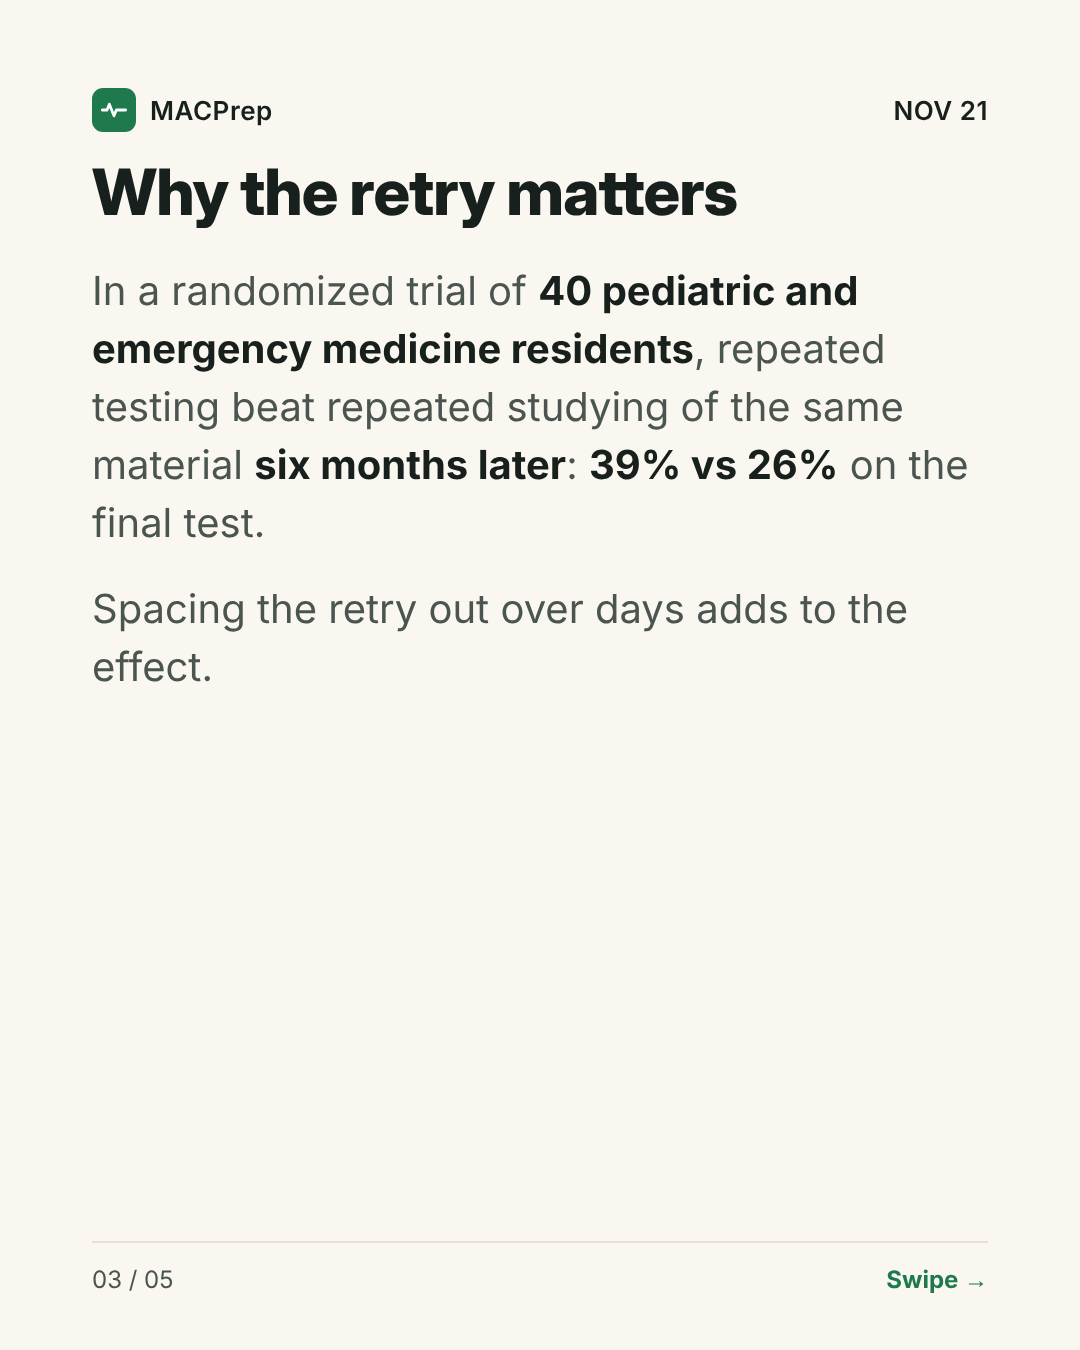 MACPrep
NOV 21
Why the retry matters
In a randomized trial of 40 pediatric and
emergency medicine residents, repeated
testing beat repeated studying of the same
material six months later: 39% vs 26% on the
final test.
Spacing the retry out over days adds to the
effect.
03 / 05
Swipe →